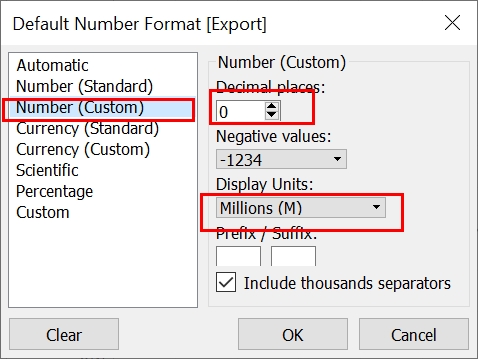 Default Number Format [Export]
Automatic
Number (Standard)
Number (Custom)
Currency (Standard)
Currency (Custom)
Scientific
Percentage
Custom
Number (Custom)
Decimal places:
0
Negative values:
-1234
Display Units:
Millions (M)
Prefix / Suffix:
Include thousands separators
Clear
OK
Cancel